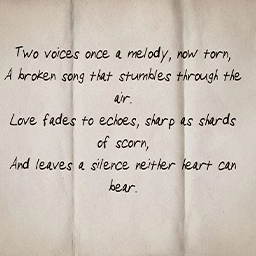 Two voices once a melody, now torn,
A broken song that stumbles through the
air.
Love fades to echoes, sharp as shards
of scorn,
And leaves a silence neither heart can
bear.